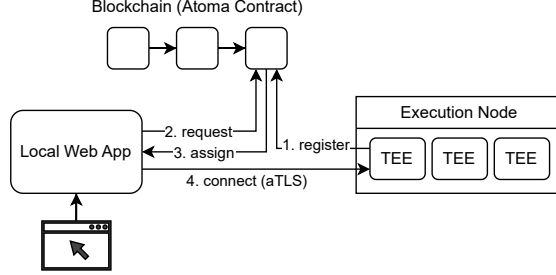 Blockchain (Atoma Contract)
Execution Node
2. request
1. register
Local Web App
3. assign
TEE TEE TEE
4. connect (aTLS)